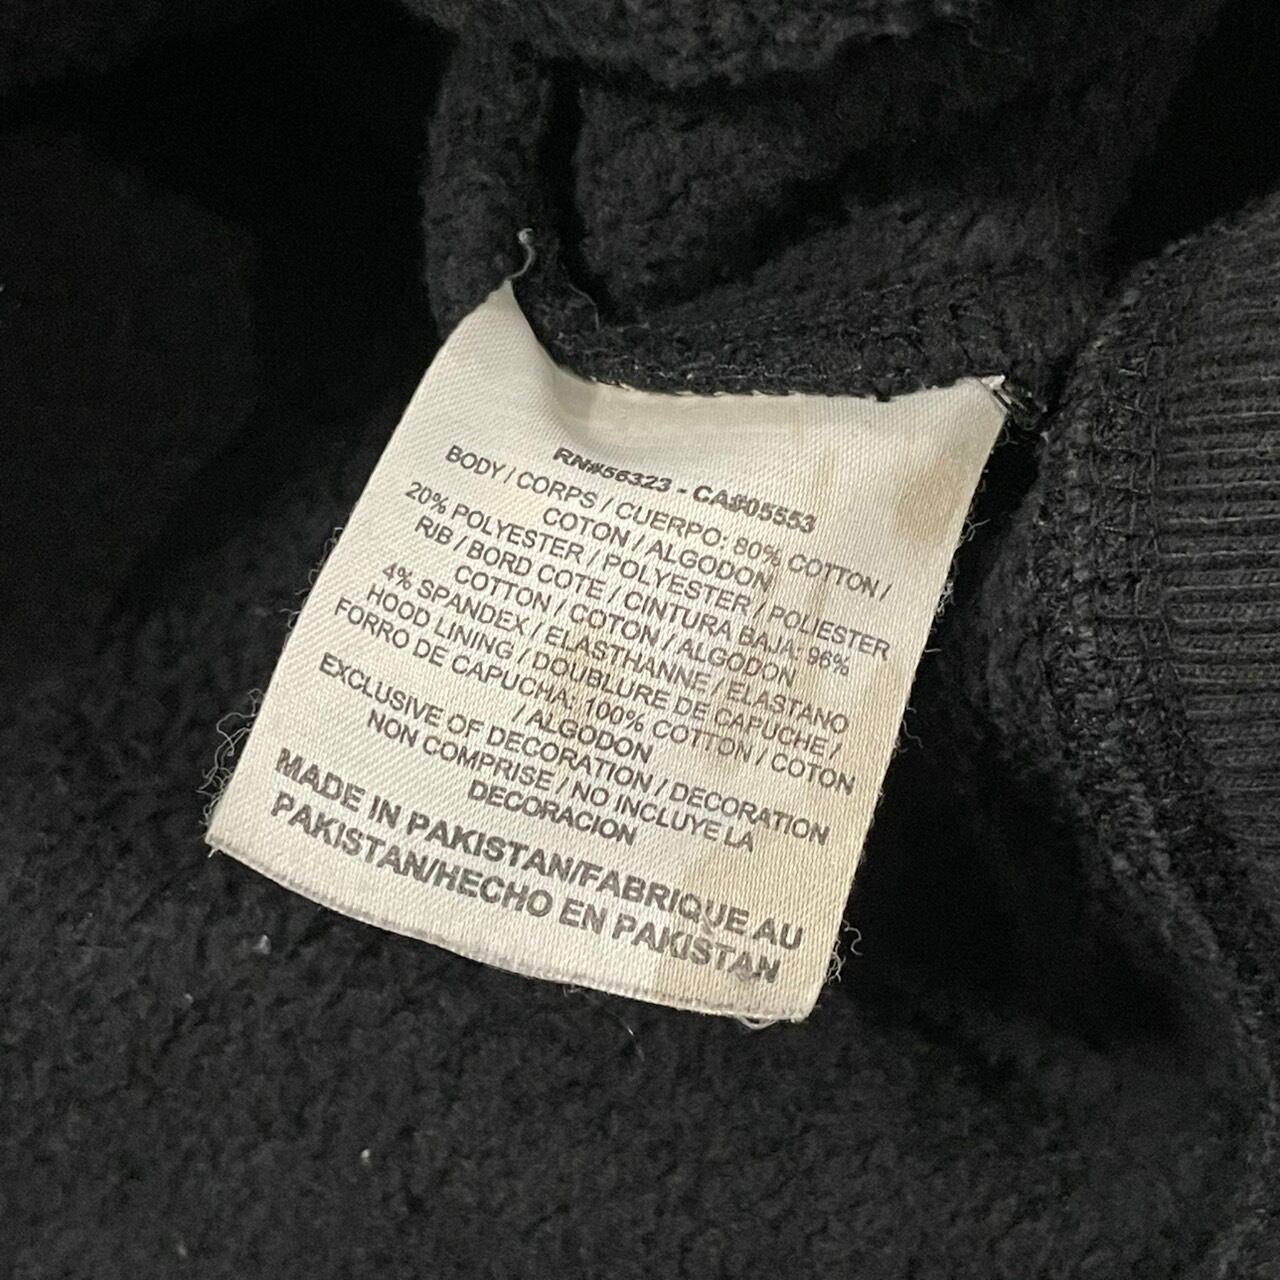 RN#56323 - CA#05553
BODY / CORPS / CUERPO: 80% COTTON /
COTON / ALGODON
20% POLYESTER / POLYESTER / POLIESTER
RIB / BORD COTE / CINTURA BAJA: 96%
COTTON / COTON / ALGODON
4% SPANDEX / ELASTHANNE / ELASTANO
HOOD LINING / DOUBLURE DE CAPUCHE /
FORRO DE CAPUCHA: 100% COTTON / COTON
/ ALGODON
EXCLUSIVE OF DECORATION / DECORATION
NON COMPRISE / NO INCLUYE LA
DECORACION
MADE IN PAKISTAN/FABRIQUE AU
PAKISTAN/HECHO EN PAKISTAN